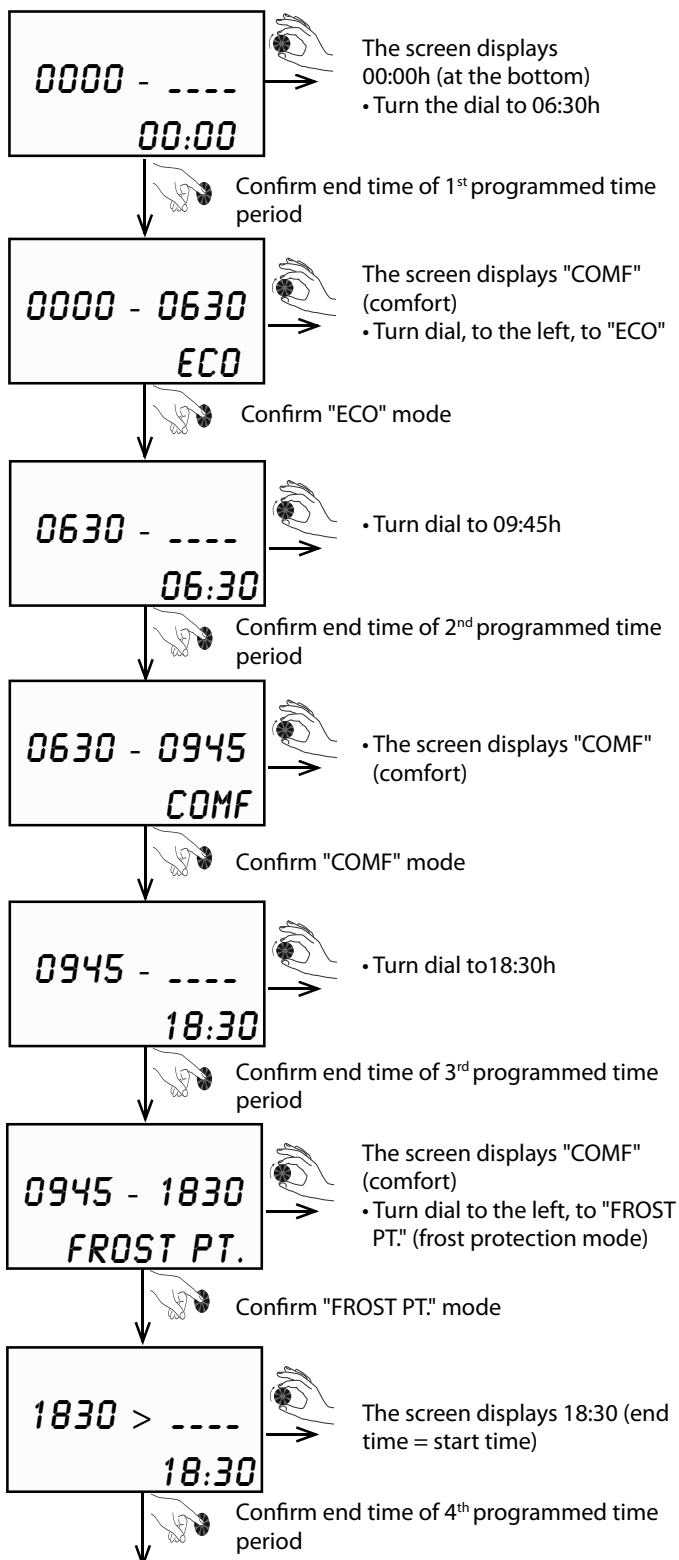 0000 - ----
00:00
The screen displays
00:00h (at the bottom)
• Turn the dial to 06:30h
Confirm end time of 1st programmed time
period
0000 - 0630
ECO
The screen displays "COMF"
(comfort)
• Turn dial, to the left, to "ECO"
Confirm "ECO" mode
0630 - ----
06:30
• Turn dial to 09:45h
Confirm end time of 2nd programmed time
period
0630 - 0945
COMF
• The screen displays "COMF"
(comfort)
Confirm "COMF" mode
0945 - ----
18:30
• Turn dial to18:30h
Confirm end time of 3rd programmed time
period
0945 - 1830
FROST PT.
The screen displays "COMF"
(comfort)
• Turn dial to the left, to "FROST
PT." (frost protection mode)
Confirm "FROST PT." mode
1830 > ----
18:30
The screen displays 18:30 (end
time = start time)
Confirm end time of 4th programmed time
period